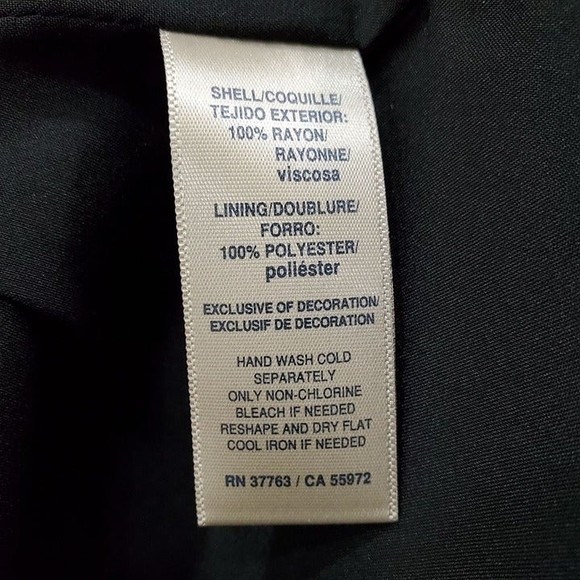 SHELL/COQUILLE/
TEJIDO EXTERIOR:
100% RAYON/
RAYONNE/
viscosa
LINING/DOUBLURE/
FORRO:
100% POLYESTER/
poliéster
EXCLUSIVE OF DECORATION/
EXCLUSIF DE DECORATION
HAND WASH COLD
SEPARATELY
ONLY NON-CHLORINE
BLEACH IF NEEDED
RESHAPE AND DRY FLAT
COOL IRON IF NEEDED
RN 37763 / CA 55972